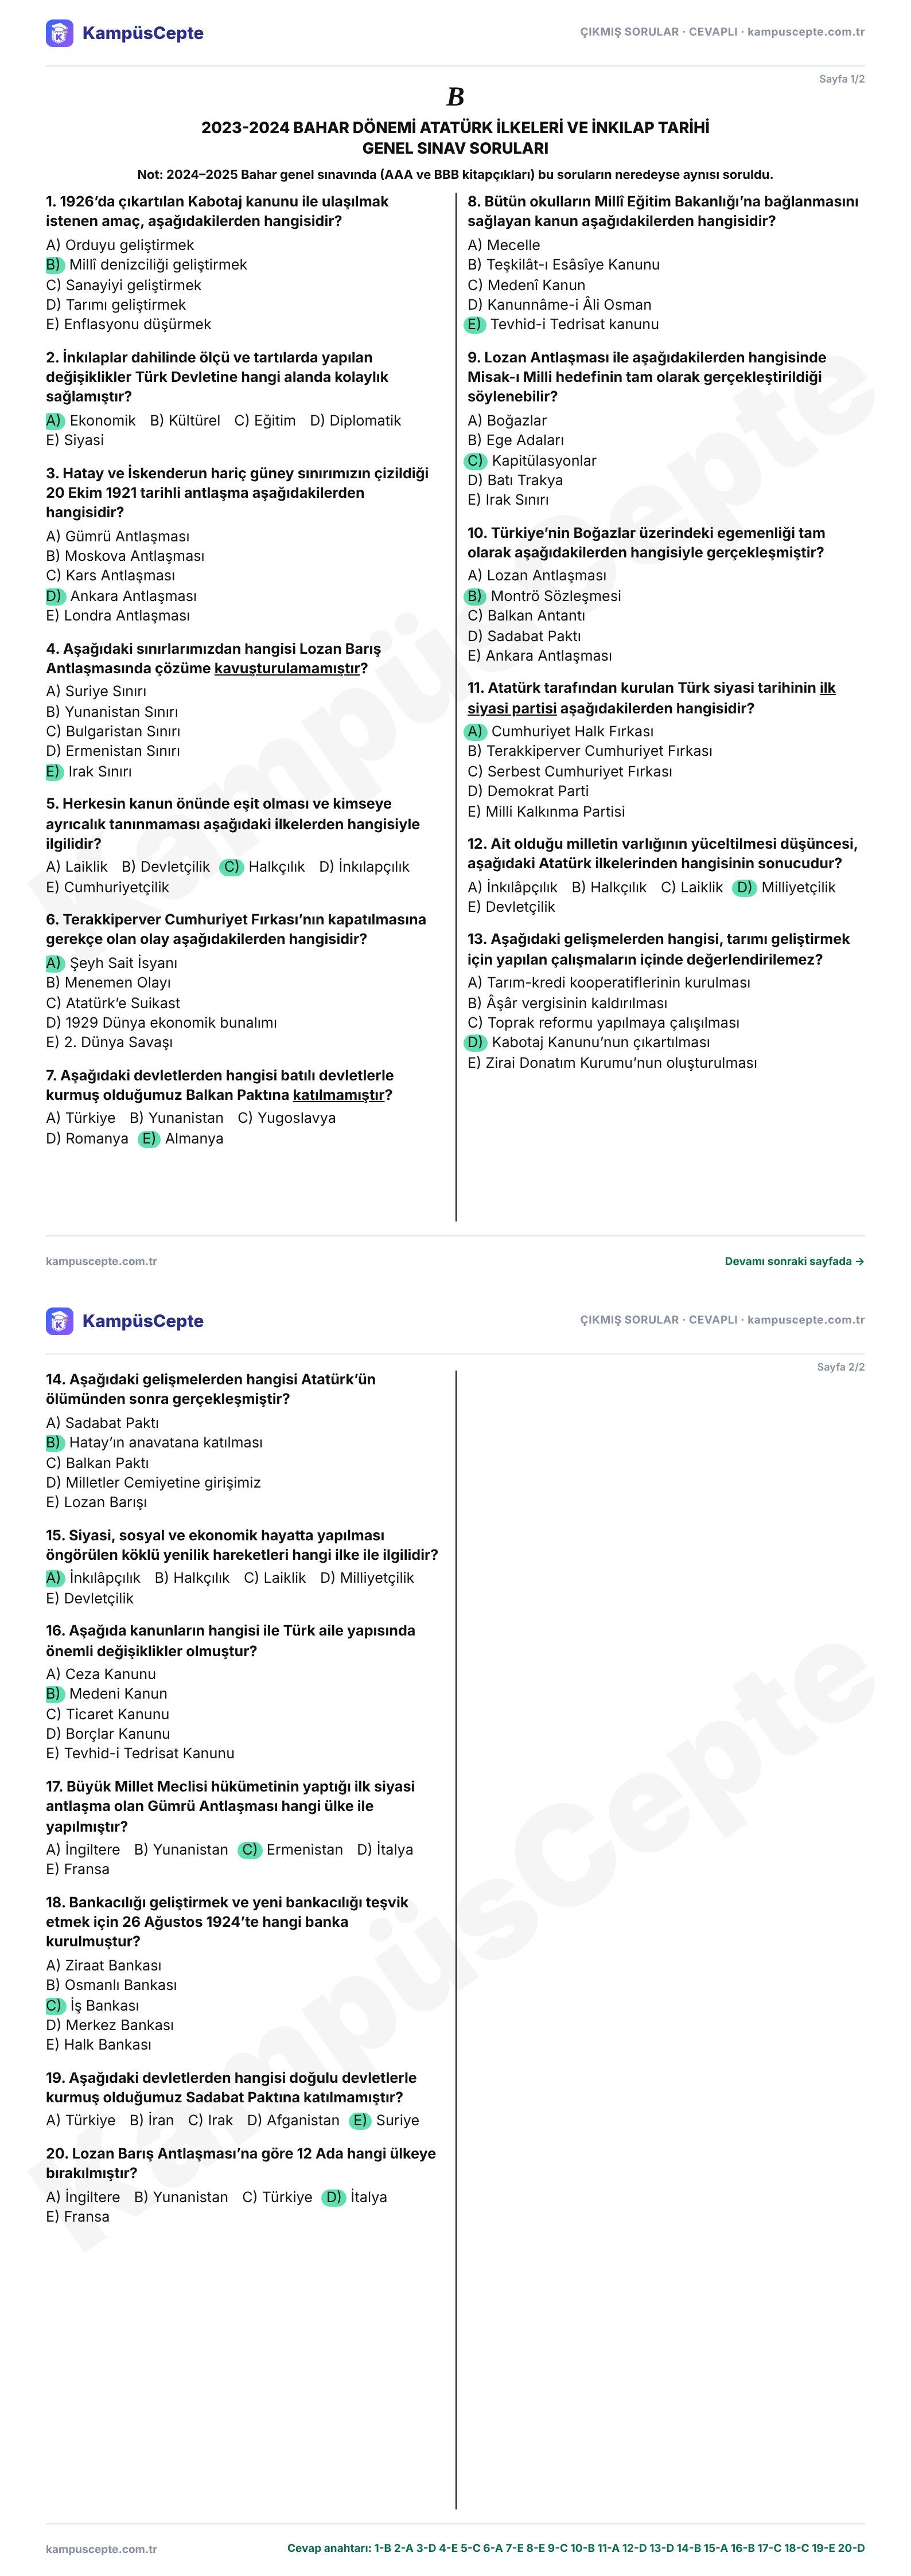 KampüsCepte
ÇIKMIŞ SORULAR · CEVAPLI · kampuscepte.com.tr
Sayfa 1/2
B
2023-2024 BAHAR DÖNEMİ ATATÜRK İLKELERİ VE İNKILAP TARİHİ
GENEL SINAV SORULARI
Not: 2024–2025 Bahar genel sınavında (AAA ve BBB kitapçıkları) bu soruların neredeyse aynısı soruldu.
1. 1926’da çıkartılan Kabotaj kanunu ile ulaşılmak
istenen amaç, aşağıdakilerden hangisidir?
A) Orduyu geliştirmek
B) Millî denizciliği geliştirmek
C) Sanayiyi geliştirmek
D) Tarımı geliştirmek
E) Enflasyonu düşürmek
2. İnkılaplar dahilinde ölçü ve tartılarda yapılan
değişiklikler Türk Devletine hangi alanda kolaylık
sağlamıştır?
A) Ekonomik B) Kültürel C) Eğitim D) Diplomatik
E) Siyasi
3. Hatay ve İskenderun hariç güney sınırımızın çizildiği
20 Ekim 1921 tarihli antlaşma aşağıdakilerden
hangisidir?
A) Gümrü Antlaşması
B) Moskova Antlaşması
C) Kars Antlaşması
D) Ankara Antlaşması
E) Londra Antlaşması
4. Aşağıdaki sınırlarımızdan hangisi Lozan Barış
Antlaşmasında çözüme kavuşturulamamıştır?
A) Suriye Sınırı
B) Yunanistan Sınırı
C) Bulgaristan Sınırı
D) Ermenistan Sınırı
E) Irak Sınırı
5. Herkesin kanun önünde eşit olması ve kimseye
ayrıcalık tanınmaması aşağıdaki ilkelerden hangisiyle
ilgilidir?
A) Laiklik B) Devletçilik C) Halkçılık D) İnkılapçılık
E) Cumhuriyetçilik
6. Terakkiperver Cumhuriyet Fırkası’nın kapatılmasına
gerekçe olan olay aşağıdakilerden hangisidir?
A) Şeyh Sait İsyanı
B) Menemen Olayı
C) Atatürk’e Suikast
D) 1929 Dünya ekonomik bunalımı
E) 2. Dünya Savaşı
7. Aşağıdaki devletlerden hangisi batılı devletlerle
kurmuş olduğumuz Balkan Paktına katılmamıştır?
A) Türkiye B) Yunanistan C) Yugoslavya
D) Romanya E) Almanya
8. Bütün okulların Millî Eğitim Bakanlığı’na bağlanmasını
sağlayan kanun aşağıdakilerden hangisidir?
A) Mecelle
B) Teşkilât-ı Esâsîye Kanunu
C) Medenî Kanun
D) Kanunnâme-i Âli Osman
E) Tevhid-i Tedrisat kanunu
9. Lozan Antlaşması ile aşağıdakilerden hangisinde
Misak-ı Milli hedefinin tam olarak gerçekleştirildiği
söylenebilir?
A) Boğazlar
B) Ege Adaları
C) Kapitülasyonlar
D) Batı Trakya
E) Irak Sınırı
10. Türkiye’nin Boğazlar üzerindeki egemenliği tam
olarak aşağıdakilerden hangisiyle gerçekleşmiştir?
A) Lozan Antlaşması
B) Montrö Sözleşmesi
C) Balkan Antantı
D) Sadabat Paktı
E) Ankara Antlaşması
11. Atatürk tarafından kurulan Türk siyasi tarihinin ilk
siyasi partisi aşağıdakilerden hangisidir?
A) Cumhuriyet Halk Fırkası
B) Terakkiperver Cumhuriyet Fırkası
C) Serbest Cumhuriyet Fırkası
D) Demokrat Parti
E) Milli Kalkınma Partisi
12. Ait olduğu milletin varlığının yüceltilmesi düşüncesi,
aşağıdaki Atatürk ilkelerinden hangisinin sonucudur?
A) İnkılâpçılık B) Halkçılık C) Laiklik D) Milliyetçilik
E) Devletçilik
13. Aşağıdaki gelişmelerden hangisi, tarımı geliştirmek
için yapılan çalışmaların içinde değerlendirilemez?
A) Tarım-kredi kooperatiflerinin kurulması
B) Âşâr vergisinin kaldırılması
C) Toprak reformu yapılmaya çalışılması
D) Kabotaj Kanunu’nun çıkartılması
E) Zirai Donatım Kurumu’nun oluşturulması
KampüsCepte
kampuscepte.com.tr
Devamı sonraki sayfada →
KampüsCepte
ÇIKMIŞ SORULAR · CEVAPLI · kampuscepte.com.tr
Sayfa 2/2
14. Aşağıdaki gelişmelerden hangisi Atatürk’ün
ölümünden sonra gerçekleşmiştir?
A) Sadabat Paktı
B) Hatay’ın anavatana katılması
C) Balkan Paktı
D) Milletler Cemiyetine girişimiz
E) Lozan Barışı
15. Siyasi, sosyal ve ekonomik hayatta yapılması
öngörülen köklü yenilik hareketleri hangi ilke ile ilgilidir?
A) İnkılâpçılık B) Halkçılık C) Laiklik D) Milliyetçilik
E) Devletçilik
16. Aşağıda kanunların hangisi ile Türk aile yapısında
önemli değişiklikler olmuştur?
A) Ceza Kanunu
B) Medeni Kanun
C) Ticaret Kanunu
D) Borçlar Kanunu
E) Tevhid-i Tedrisat Kanunu
17. Büyük Millet Meclisi hükümetinin yaptığı ilk siyasi
antlaşma olan Gümrü Antlaşması hangi ülke ile
yapılmıştır?
A) İngiltere B) Yunanistan C) Ermenistan D) İtalya
E) Fransa
18. Bankacılığı geliştirmek ve yeni bankacılığı teşvik
etmek için 26 Ağustos 1924’te hangi banka
kurulmuştur?
A) Ziraat Bankası
B) Osmanlı Bankası
C) İş Bankası
D) Merkez Bankası
E) Halk Bankası
19. Aşağıdaki devletlerden hangisi doğulu devletlerle
kurmuş olduğumuz Sadabat Paktına katılmamıştır?
A) Türkiye B) İran C) Irak D) Afganistan E) Suriye
20. Lozan Barış Antlaşması’na göre 12 Ada hangi ülkeye
bırakılmıştır?
A) İngiltere B) Yunanistan C) Türkiye D) İtalya
E) Fransa
KampüsCepte
kampuscepte.com.tr
Cevap anahtarı: 1-B 2-A 3-D 4-E 5-C 6-A 7-E 8-E 9-C 10-B 11-A 12-D 13-D 14-B 15-A 16-B 17-C 18-C 19-E 20-D